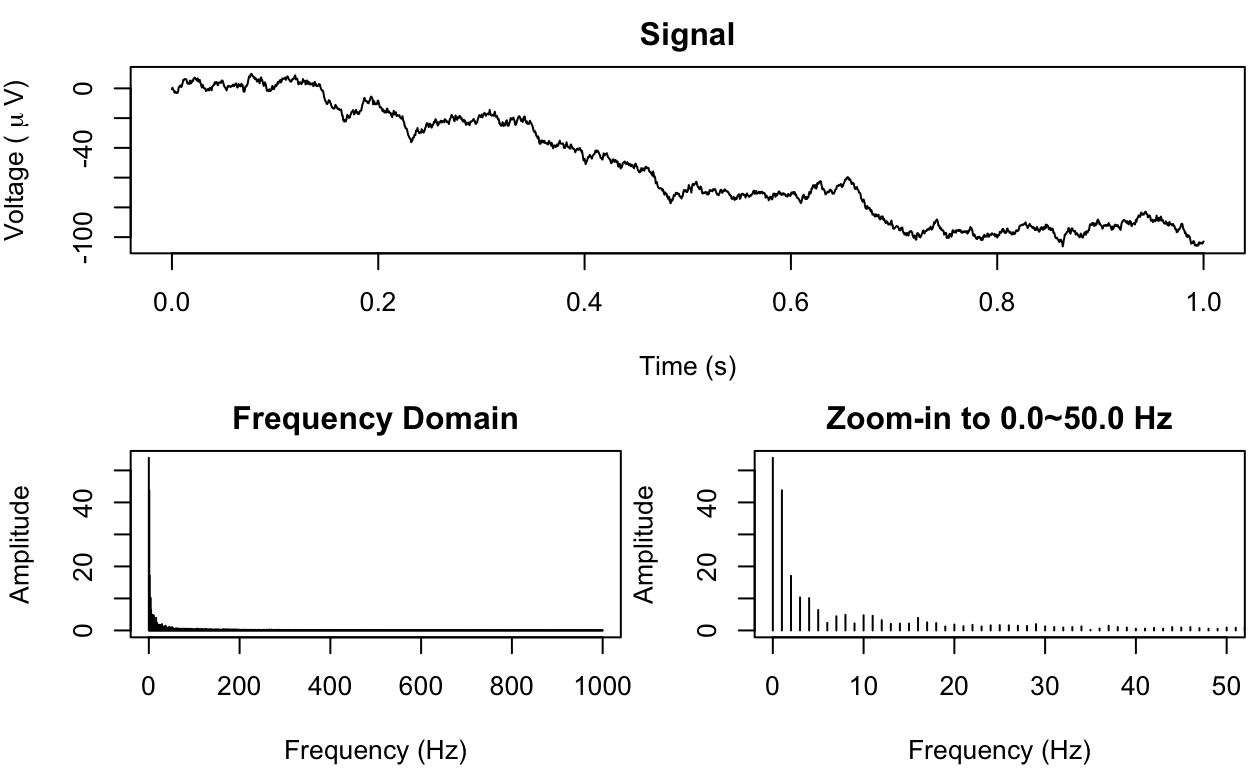 Signal
Voltage ( μ V)
0
-40
-100
0.0 0.2 0.4 0.6 0.8 1.0
Time (s)
Frequency Domain
Amplitude
0 20 40
0 200 400 600 800 1000
Frequency (Hz)
Zoom-in to 0.0~50.0 Hz
Amplitude
0 20 40
0 10 20 30 40 50
Frequency (Hz)